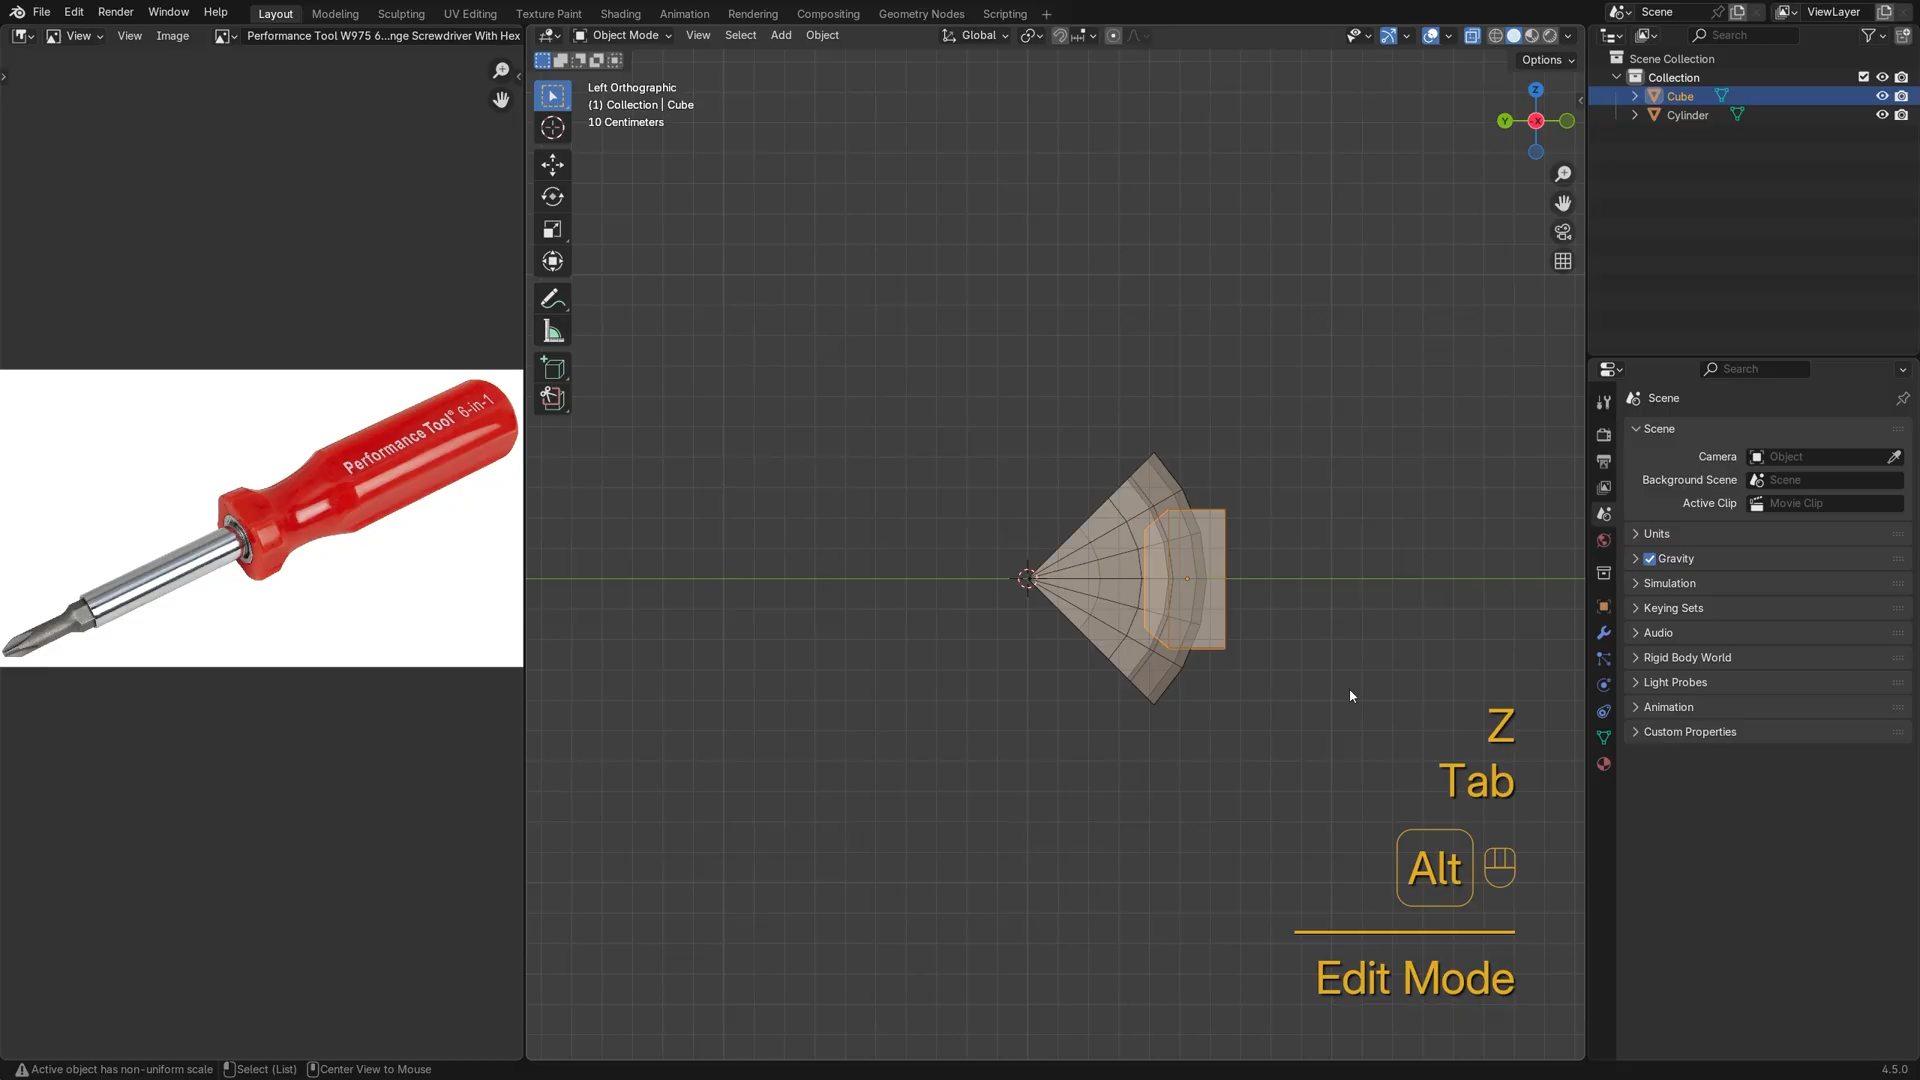 File Edit Render Window Help
Layout Modeling Sculpting UV Editing Texture Paint Shading Animation Rendering Compositing Geometry Nodes Scripting
Scene
ViewLayer
View View Image
Performance Tool W975 6...nge Screwdriver With Hex
Object Mode View Select Add Object
Global
Search
Options
Left Orthographic
(1) Collection | Cube
10 Centimeters
Z
Y
-X
Scene Collection
Collection
Cube
Cylinder
Performance Tool® 6-in-1
Search
Scene
Scene
Camera Object
Background Scene Scene
Active Clip Movie Clip
Units
Gravity
Simulation
Keying Sets
Audio
Rigid Body World
Light Probes
Animation
Custom Properties
Z
Tab
Alt
Edit Mode
Active object has non-uniform scale Select (List) Center View to Mouse
4.5.0